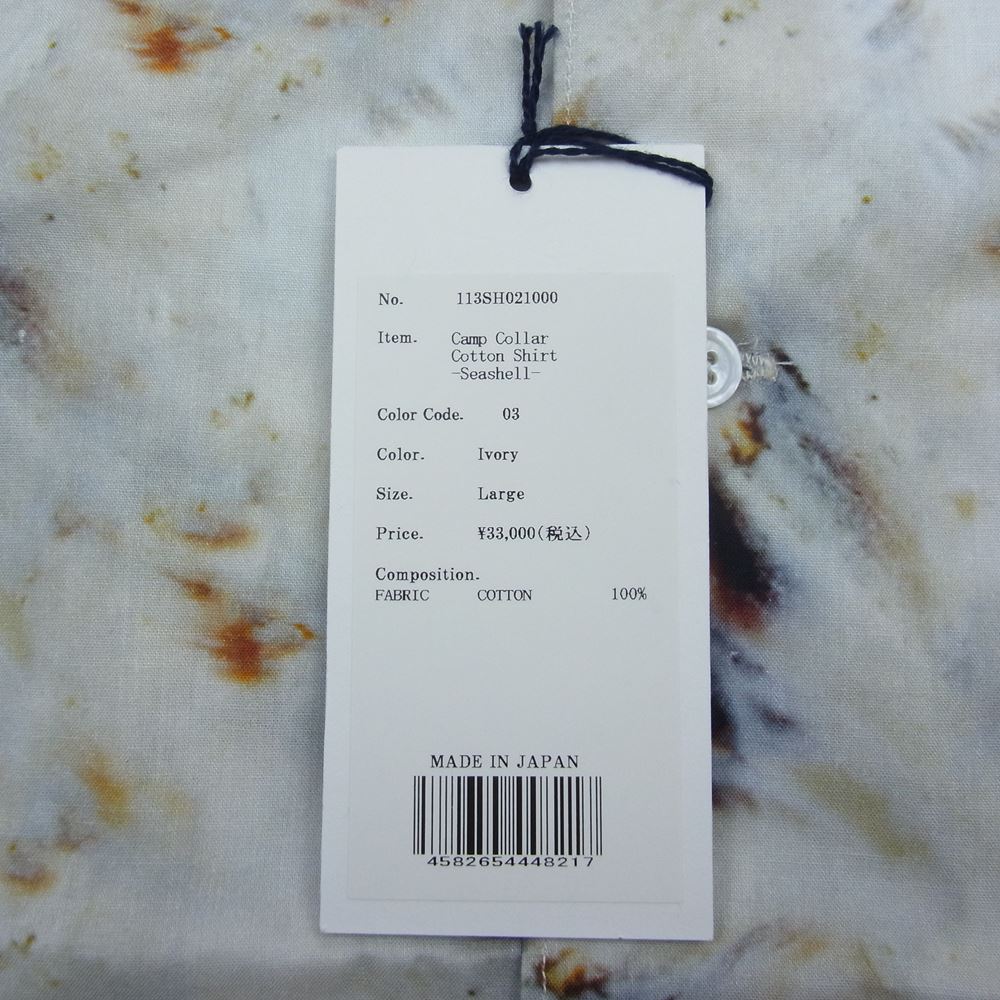 No. 113SH021000
Item. Camp Collar
Cotton Shirt
-Seashell-
Color Code. 03
Color. Ivory
Size. Large
Price. ¥33,000(税込)
Composition.
FABRIC COTTON 100%
MADE IN JAPAN
4582654448217